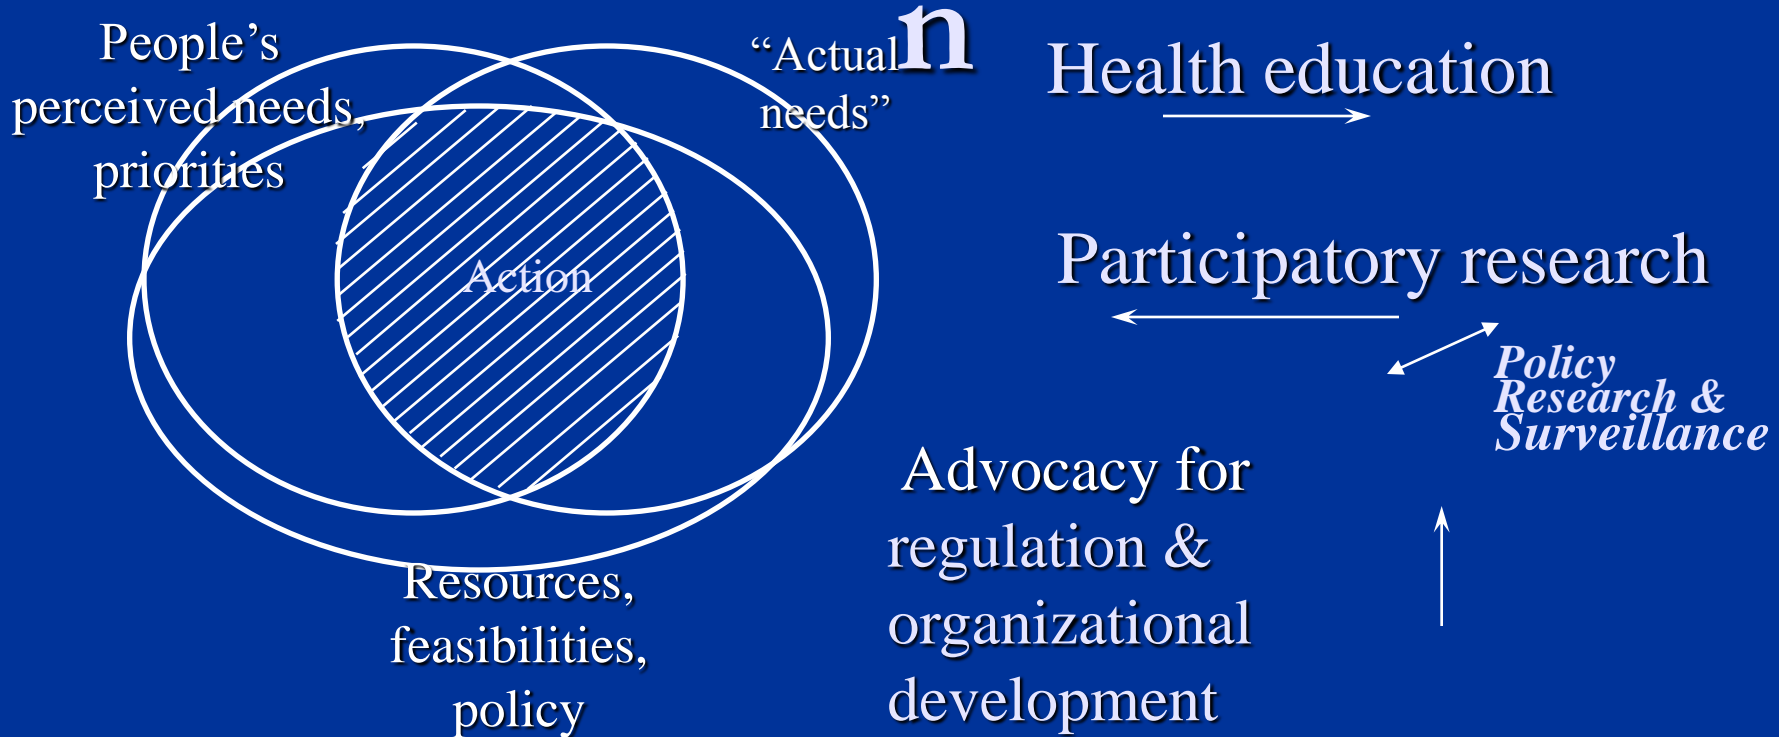 People’s
perceived needs,
priorities
“Actual
needs”
n
Action
Resources,
feasibilities,
policy
Health education
Participatory research
Policy
Research &
Surveillance
Advocacy for
regulation &
organizational
development